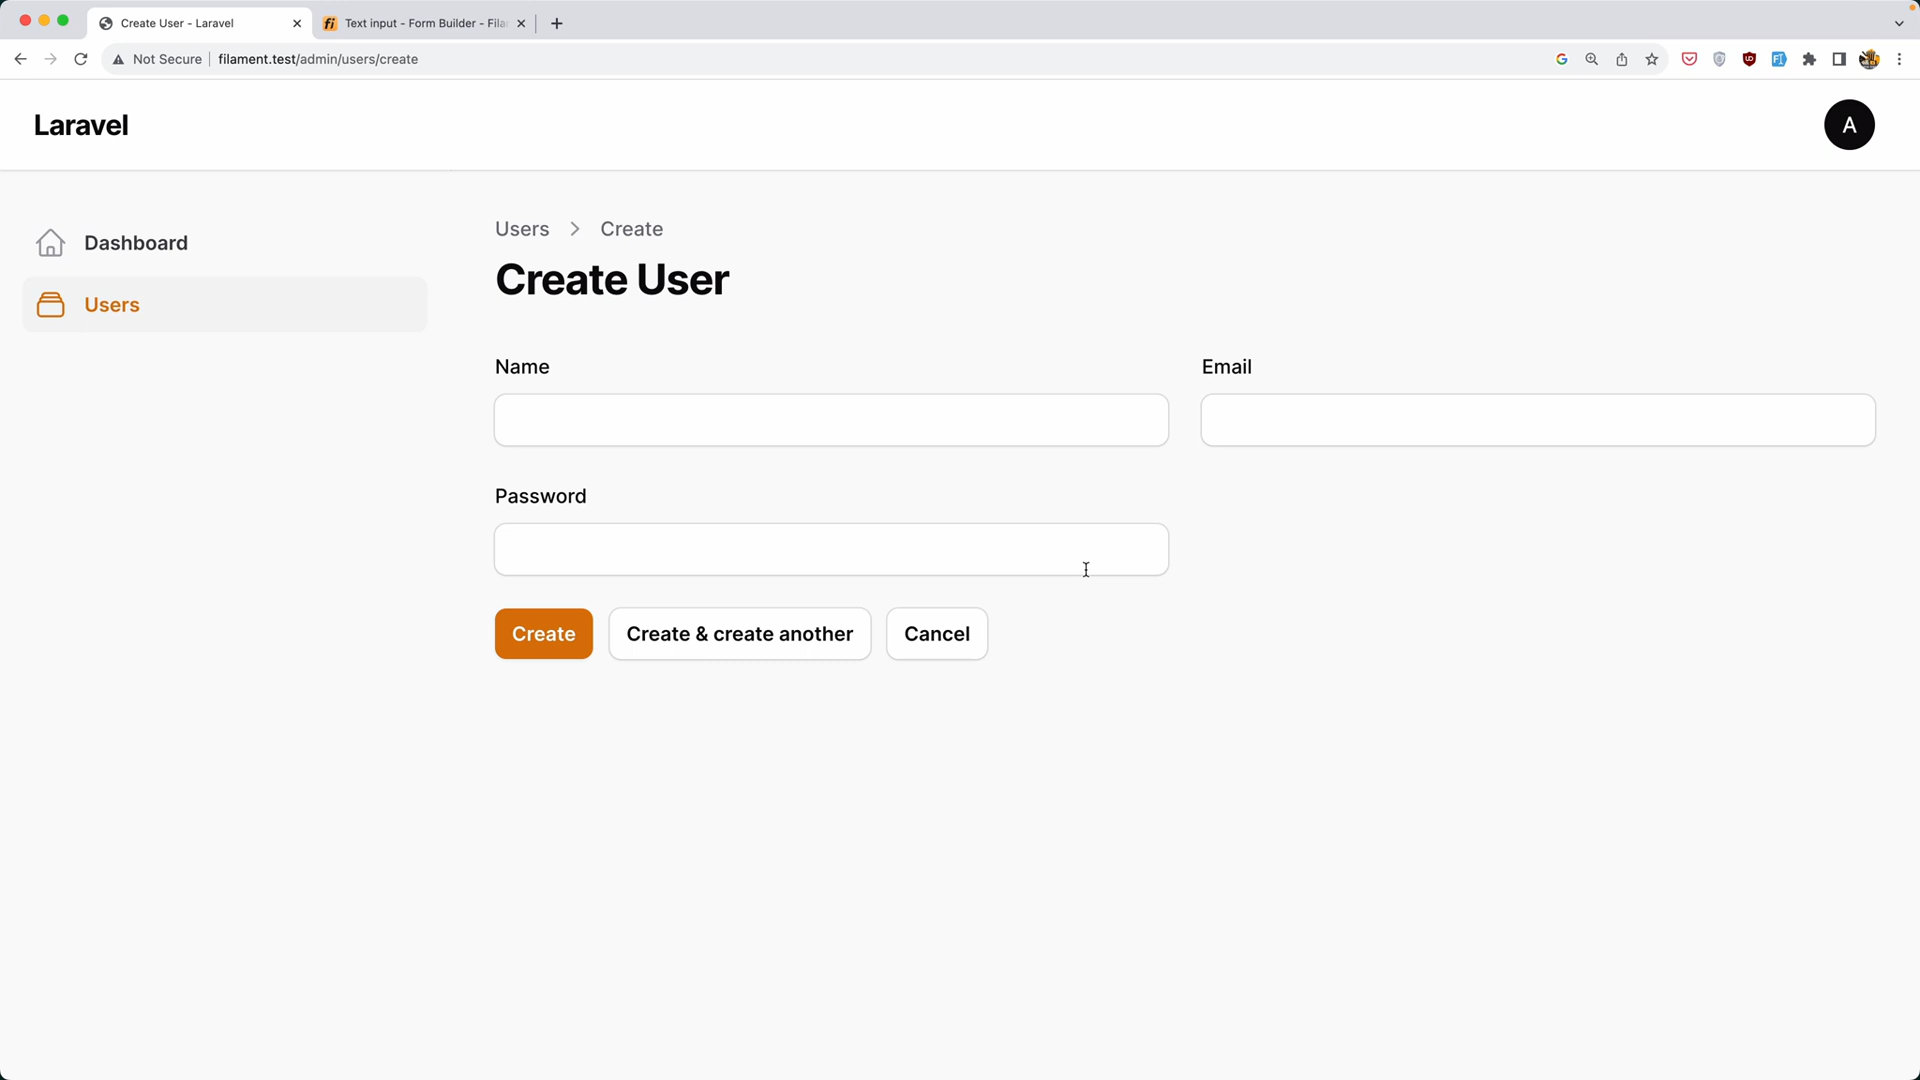 Create User - Laravel
Text input - Form Builder - Fila
Not Secure
filament.test/admin/users/create
Laravel
A
Dashboard
Users
Users
Create
Create User
Name
Email
Password
Create
Create & create another
Cancel